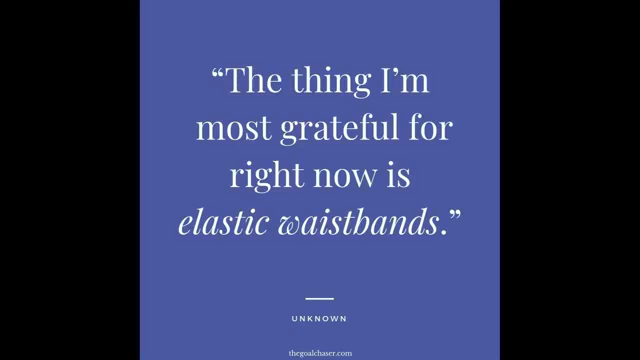 “The thing I’m
most grateful for
right now is
elastic waistbands.”
UNKNOWN
thegoalchaser.com